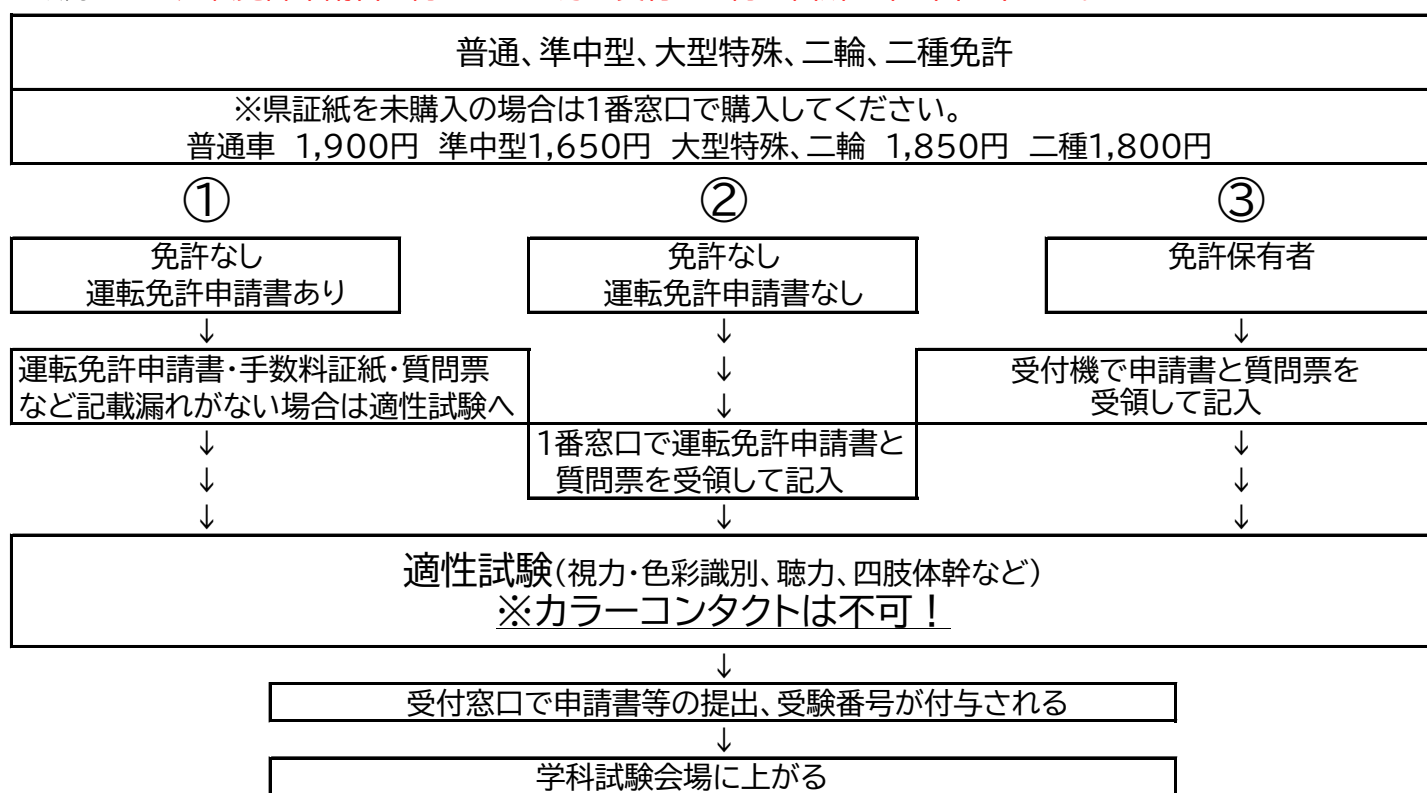 普通、準中型、大型特殊、二輪、二種免許
※県証紙を未購入の場合は1番窓口で購入してください。
普通車 1,900円 準中型1,650円 大型特殊、二輪 1,850円 二種1,800円
①
②
③
免許なし
運転免許申請書あり
免許なし
運転免許申請書なし
免許保有者
↓
↓
↓
運転免許申請書・手数料証紙・質問票
など記載漏れがない場合は適性試験へ
↓
↓
受付機で申請書と質問票を
受領して記入
↓
↓
↓
1番窓口で運転免許申請書と
質問票を受領して記入
↓
↓
↓
↓
↓
適性試験(視力・色彩識別、聴力、四肢体幹など)
※カラーコンタクトは不可!
↓
受付窓口で申請書等の提出、受験番号が付与される
↓
学科試験会場に上がる